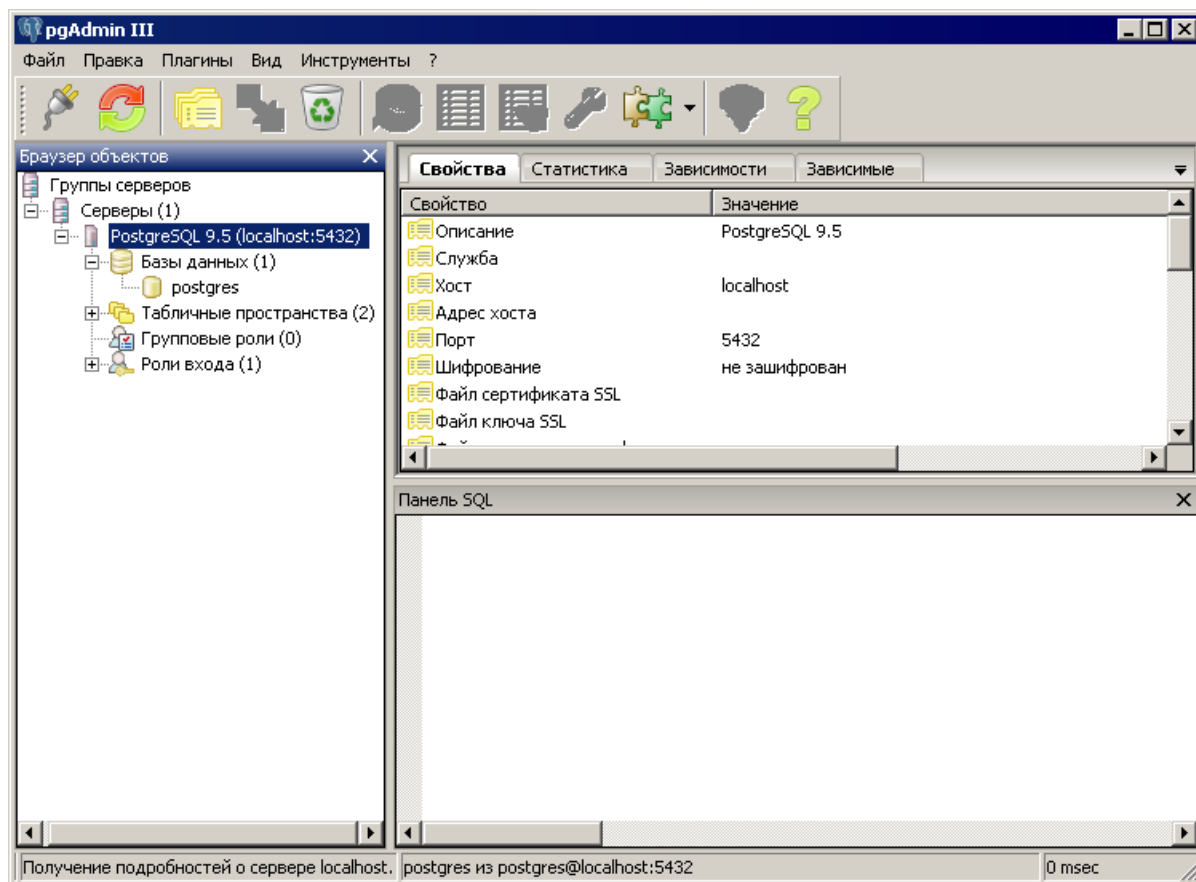 pgAdmin III
Файл Правка Плагины Вид Инструменты ?
Браузер объектов
Группы серверов
Серверы (1)
PostgreSQL 9.5 (localhost:5432)
Базы данных (1)
postgres
Табличные пространства (2)
Групповые роли (0)
Роли входа (1)
Свойства Статистика Зависимости Зависимые
Свойство Значение
Описание PostgreSQL 9.5
Служба
Хост localhost
Адрес хоста
Порт 5432
Шифрование не зашифрован
Файл сертификата SSL
Файл ключа SSL
Панель SQL
Получение подробностей о сервере localhost. postgres из postgres@localhost:5432 0 msec